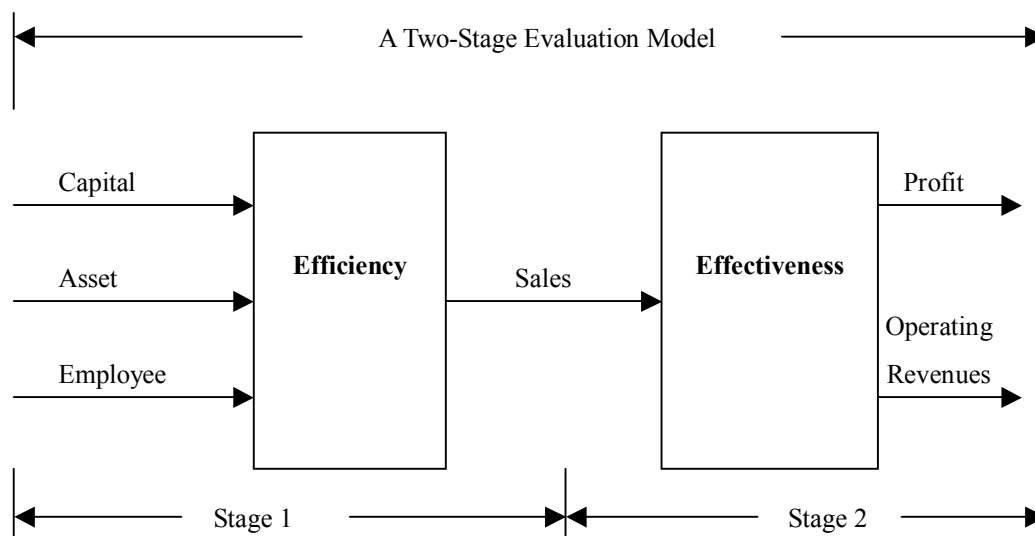 A Two-Stage Evaluation Model
Capital
Profit
Efficiency
Effectiveness
Asset
Sales
Operating
Employee
Revenues
Stage 1
Stage 2